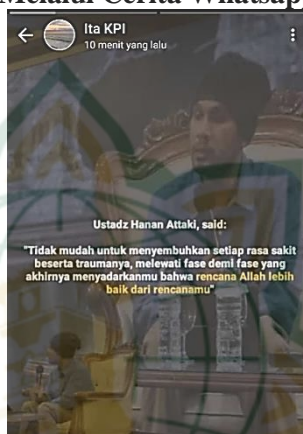 Melalui Cerita Whatsap
Ita KPI
10 menit yang lalu
Ustadz Hanan Attaki, said:
"Tidak mudah untuk menyembuhkan setiap rasa sakit
beserta traumanya, melewati fase demi fase yang
akhirnya menyadarkanmu bahwa rencana Allah lebih
baik dari rencanamu"